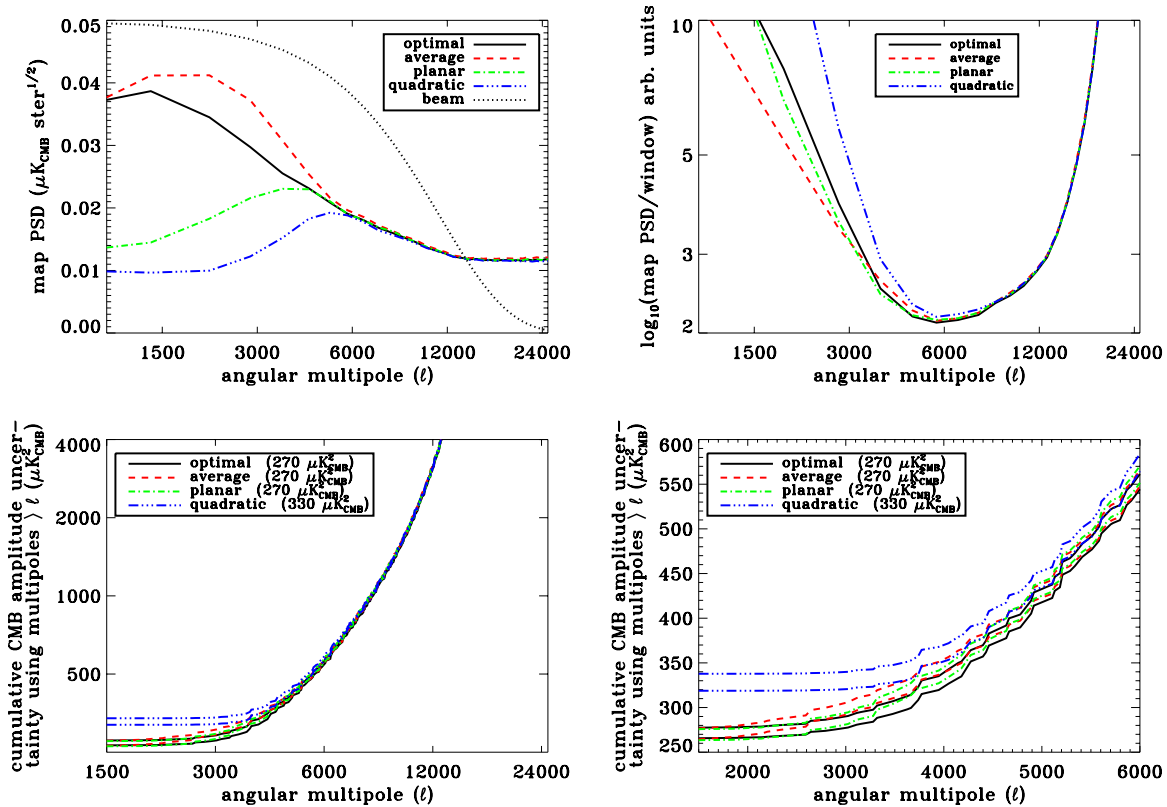 map PSD (μK_CMB ster^1/2)
0.05
0.04
0.03
0.02
0.01
0.00
optimal
average
planar
quadratic
beam
1500 3000 6000 12000 24000
angular multipole (ℓ)
log₁₀(map PSD/window) arb. units
10
5
3
2
optimal
average
planar
quadratic
1500 3000 6000 12000 24000
angular multipole (ℓ)
cumulative CMB amplitude uncer-
tainty using multipoles > ℓ (μK²_CMB)
4000
2000
1000
500
optimal (270 μK²_CMB)
average (270 μK²_CMB)
planar (270 μK²_CMB)
quadratic (330 μK²_CMB)
1500 3000 6000 12000 24000
angular multipole (ℓ)
cumulative CMB amplitude uncer-
tainty using multipoles > ℓ (μK²_CMB)
600
550
500
450
400
350
300
250
optimal (270 μK²_CMB)
average (270 μK²_CMB)
planar (270 μK²_CMB)
quadratic (330 μK²_CMB)
2000 3000 4000 5000 6000
angular multipole (ℓ)